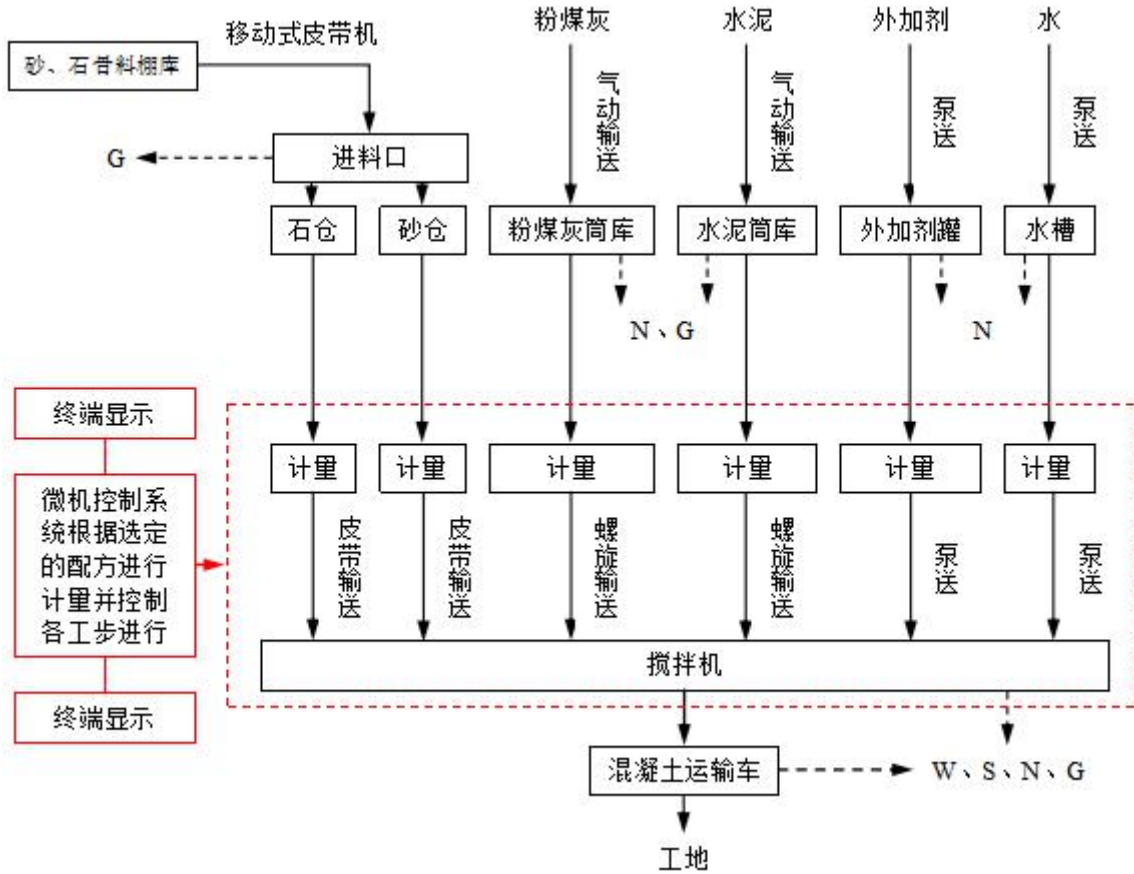 移动式皮带机
粉煤灰
水泥
外加剂
水
砂、石骨料棚库
气动输送
气动输送
泵送
泵送
G
进料口
石仓
砂仓
粉煤灰筒库
水泥筒库
外加剂罐
水槽
N、G
N
终端显示
微机控制系
统根据选定
的配方进行
计量并控制
各工步进行
终端显示
计量
计量
计量
计量
计量
计量
皮带输送
皮带输送
螺旋输送
螺旋输送
泵送
泵送
搅拌机
混凝土运输车
W、S、N、G
工地